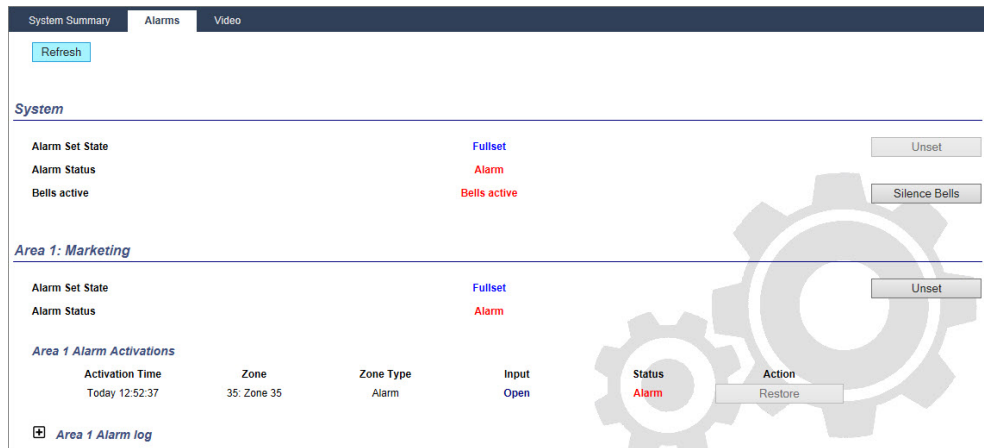 System Summary Alarms Video
Refresh
System
Alarm Set State Fullset Unset
Alarm Status Alarm
Bells active Bells active Silence Bells
Area 1: Marketing
Alarm Set State Fullset Unset
Alarm Status Alarm
Area 1 Alarm Activations
Activation Time Zone Zone Type Input Status Action
Today 12:52:37 35: Zone 35 Alarm Open Alarm Restore
Area 1 Alarm log